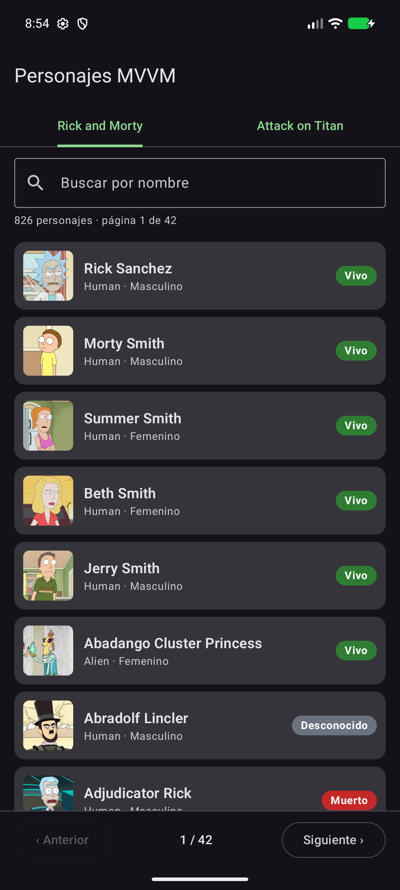 8:54
Personajes MVVM
Rick and Morty
Attack on Titan
Buscar por nombre
826 personajes · página 1 de 42
Rick Sanchez
Human · Masculino
Vivo
Morty Smith
Human · Masculino
Vivo
Summer Smith
Human · Femenino
Vivo
Beth Smith
Human · Femenino
Vivo
Jerry Smith
Human · Masculino
Vivo
Abadango Cluster Princess
Alien · Femenino
Vivo
Abradolf Lincler
Human · Masculino
Desconocido
Adjudicator Rick
Human · Masculino
Muerto
‹ Anterior
1 / 42
Siguiente ›